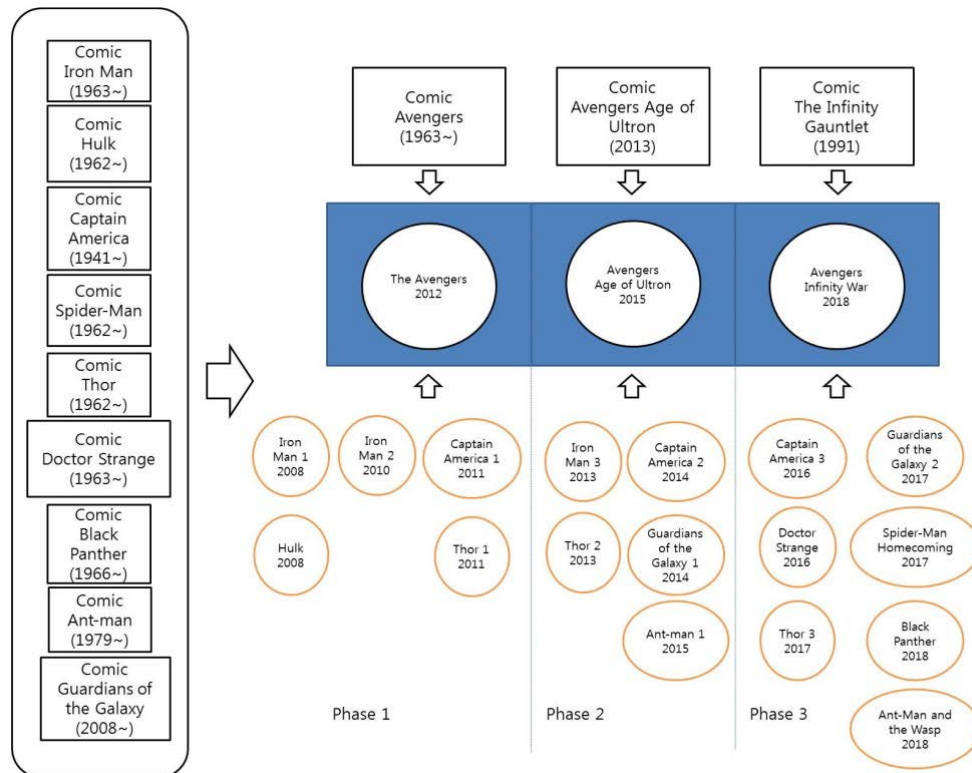 Comic
Iron Man
(1963~)
Comic
Hulk
(1962~)
Comic
Captain
America
(1941~)
Comic
Spider-Man
(1962~)
Comic
Thor
(1962~)
Comic
Doctor Strange
(1963~)
Comic
Black
Panther
(1966~)
Comic
Ant-man
(1979~)
Comic
Guardians of
the Galaxy
(2008~)
Comic
Avengers
(1963~)
Comic
Avengers Age of
Ultron
(2013)
Comic
The Infinity
Gauntlet
(1991)
The Avengers
2012
Avengers
Age of Ultron
2015
Avengers
Infinity War
2018
Iron
Man 1
2008
Iron
Man 2
2010
Captain
America 1
2011
Hulk
2008
Thor 1
2011
Iron
Man 3
2013
Captain
America 2
2014
Thor 2
2013
Guardians
of the
Galaxy 1
2014
Ant-man 1
2015
Captain
America 3
2016
Guardians
of the
Galaxy 2
2017
Doctor
Strange
2016
Spider-Man
Homecoming
2017
Thor 3
2017
Black
Panther
2018
Ant-Man and
the Wasp
2018
Phase 1
Phase 2
Phase 3